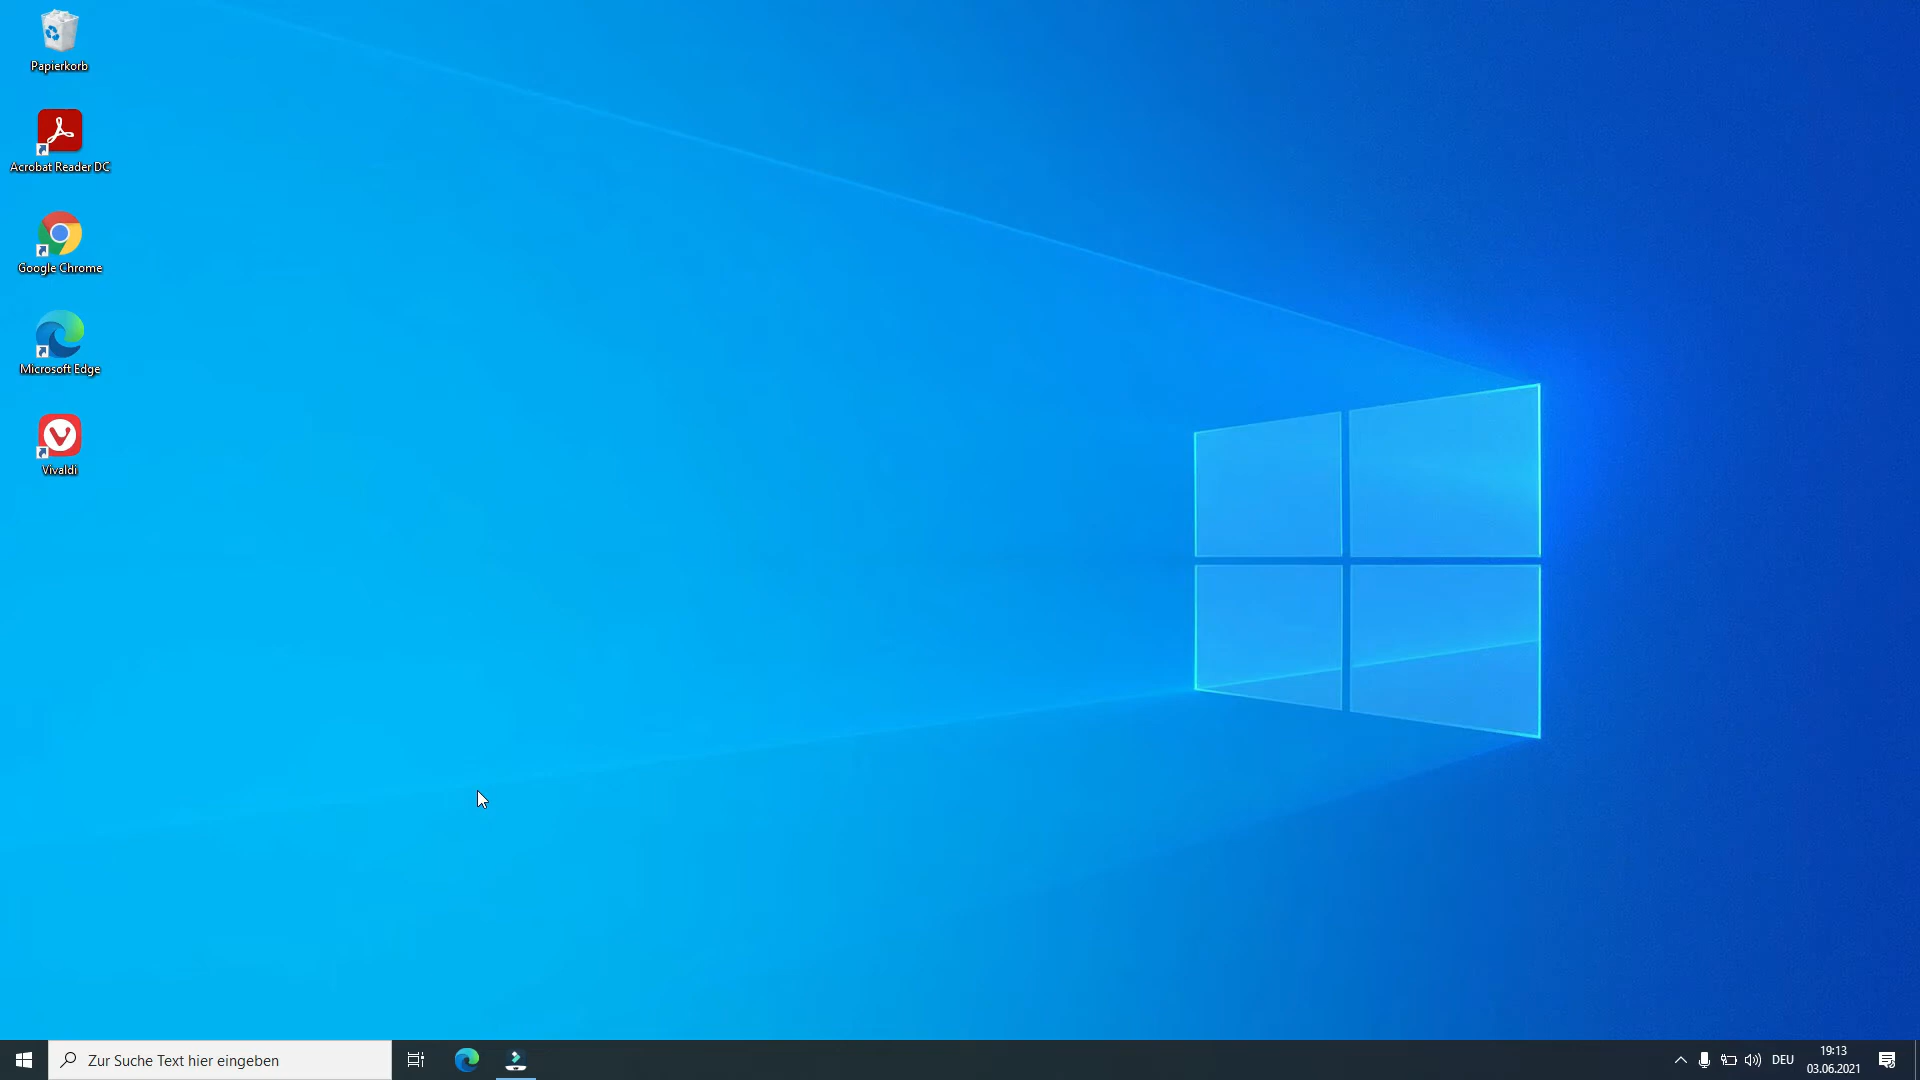 Papierkorb
Acrobat Reader DC
Google Chrome
Microsoft Edge
Vivaldi
Zur Suche Text hier eingeben
DEU
19:13
03.06.2021